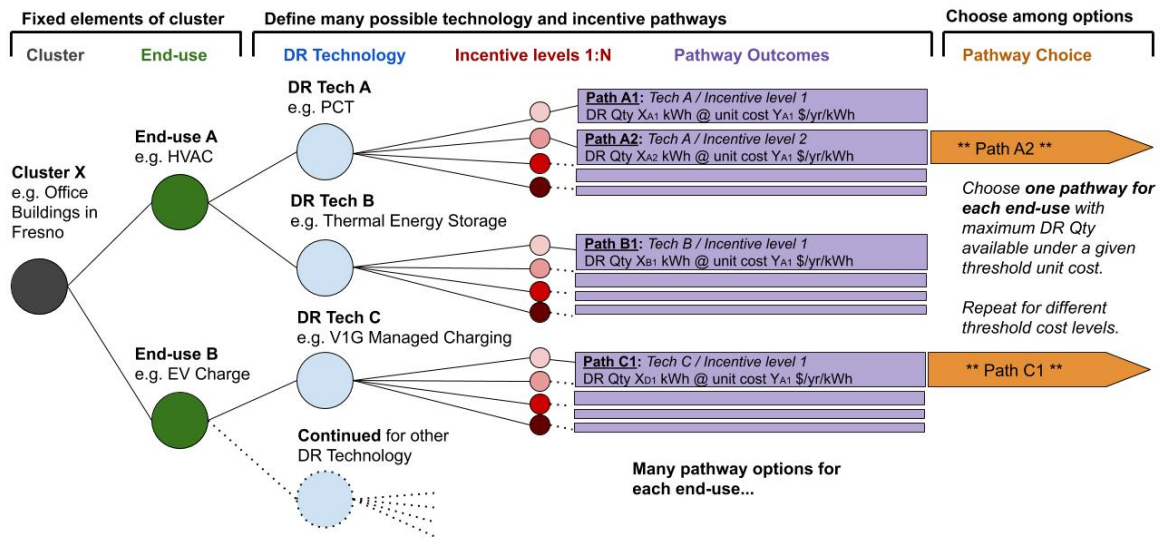 Fixed elements of cluster
Define many possible technology and incentive pathways
Choose among options
Cluster
End-use
DR Technology
Incentive levels 1:N
Pathway Outcomes
Pathway Choice
Cluster X
e.g. Office
Buildings in
Fresno
End-use A
e.g. HVAC
End-use B
e.g. EV Charge
DR Tech A
e.g. PCT
DR Tech B
e.g. Thermal Energy Storage
DR Tech C
e.g. V1G Managed Charging
Continued for other
DR Technology
Path A1: Tech A / Incentive level 1
DR Qty XA1 kWh @ unit cost YA1 $/yr/kWh
Path A2: Tech A / Incentive level 2
DR Qty XA2 kWh @ unit cost YA1 $/yr/kWh
Path B1: Tech B / Incentive level 1
DR Qty XB1 kWh @ unit cost YA1 $/yr/kWh
Path C1: Tech C / Incentive level 1
DR Qty XD1 kWh @ unit cost YA1 $/yr/kWh
Many pathway options for
each end-use...
** Path A2 **
Choose one pathway for
each end-use with
maximum DR Qty
available under a given
threshold unit cost.
Repeat for different
threshold cost levels.
** Path C1 **